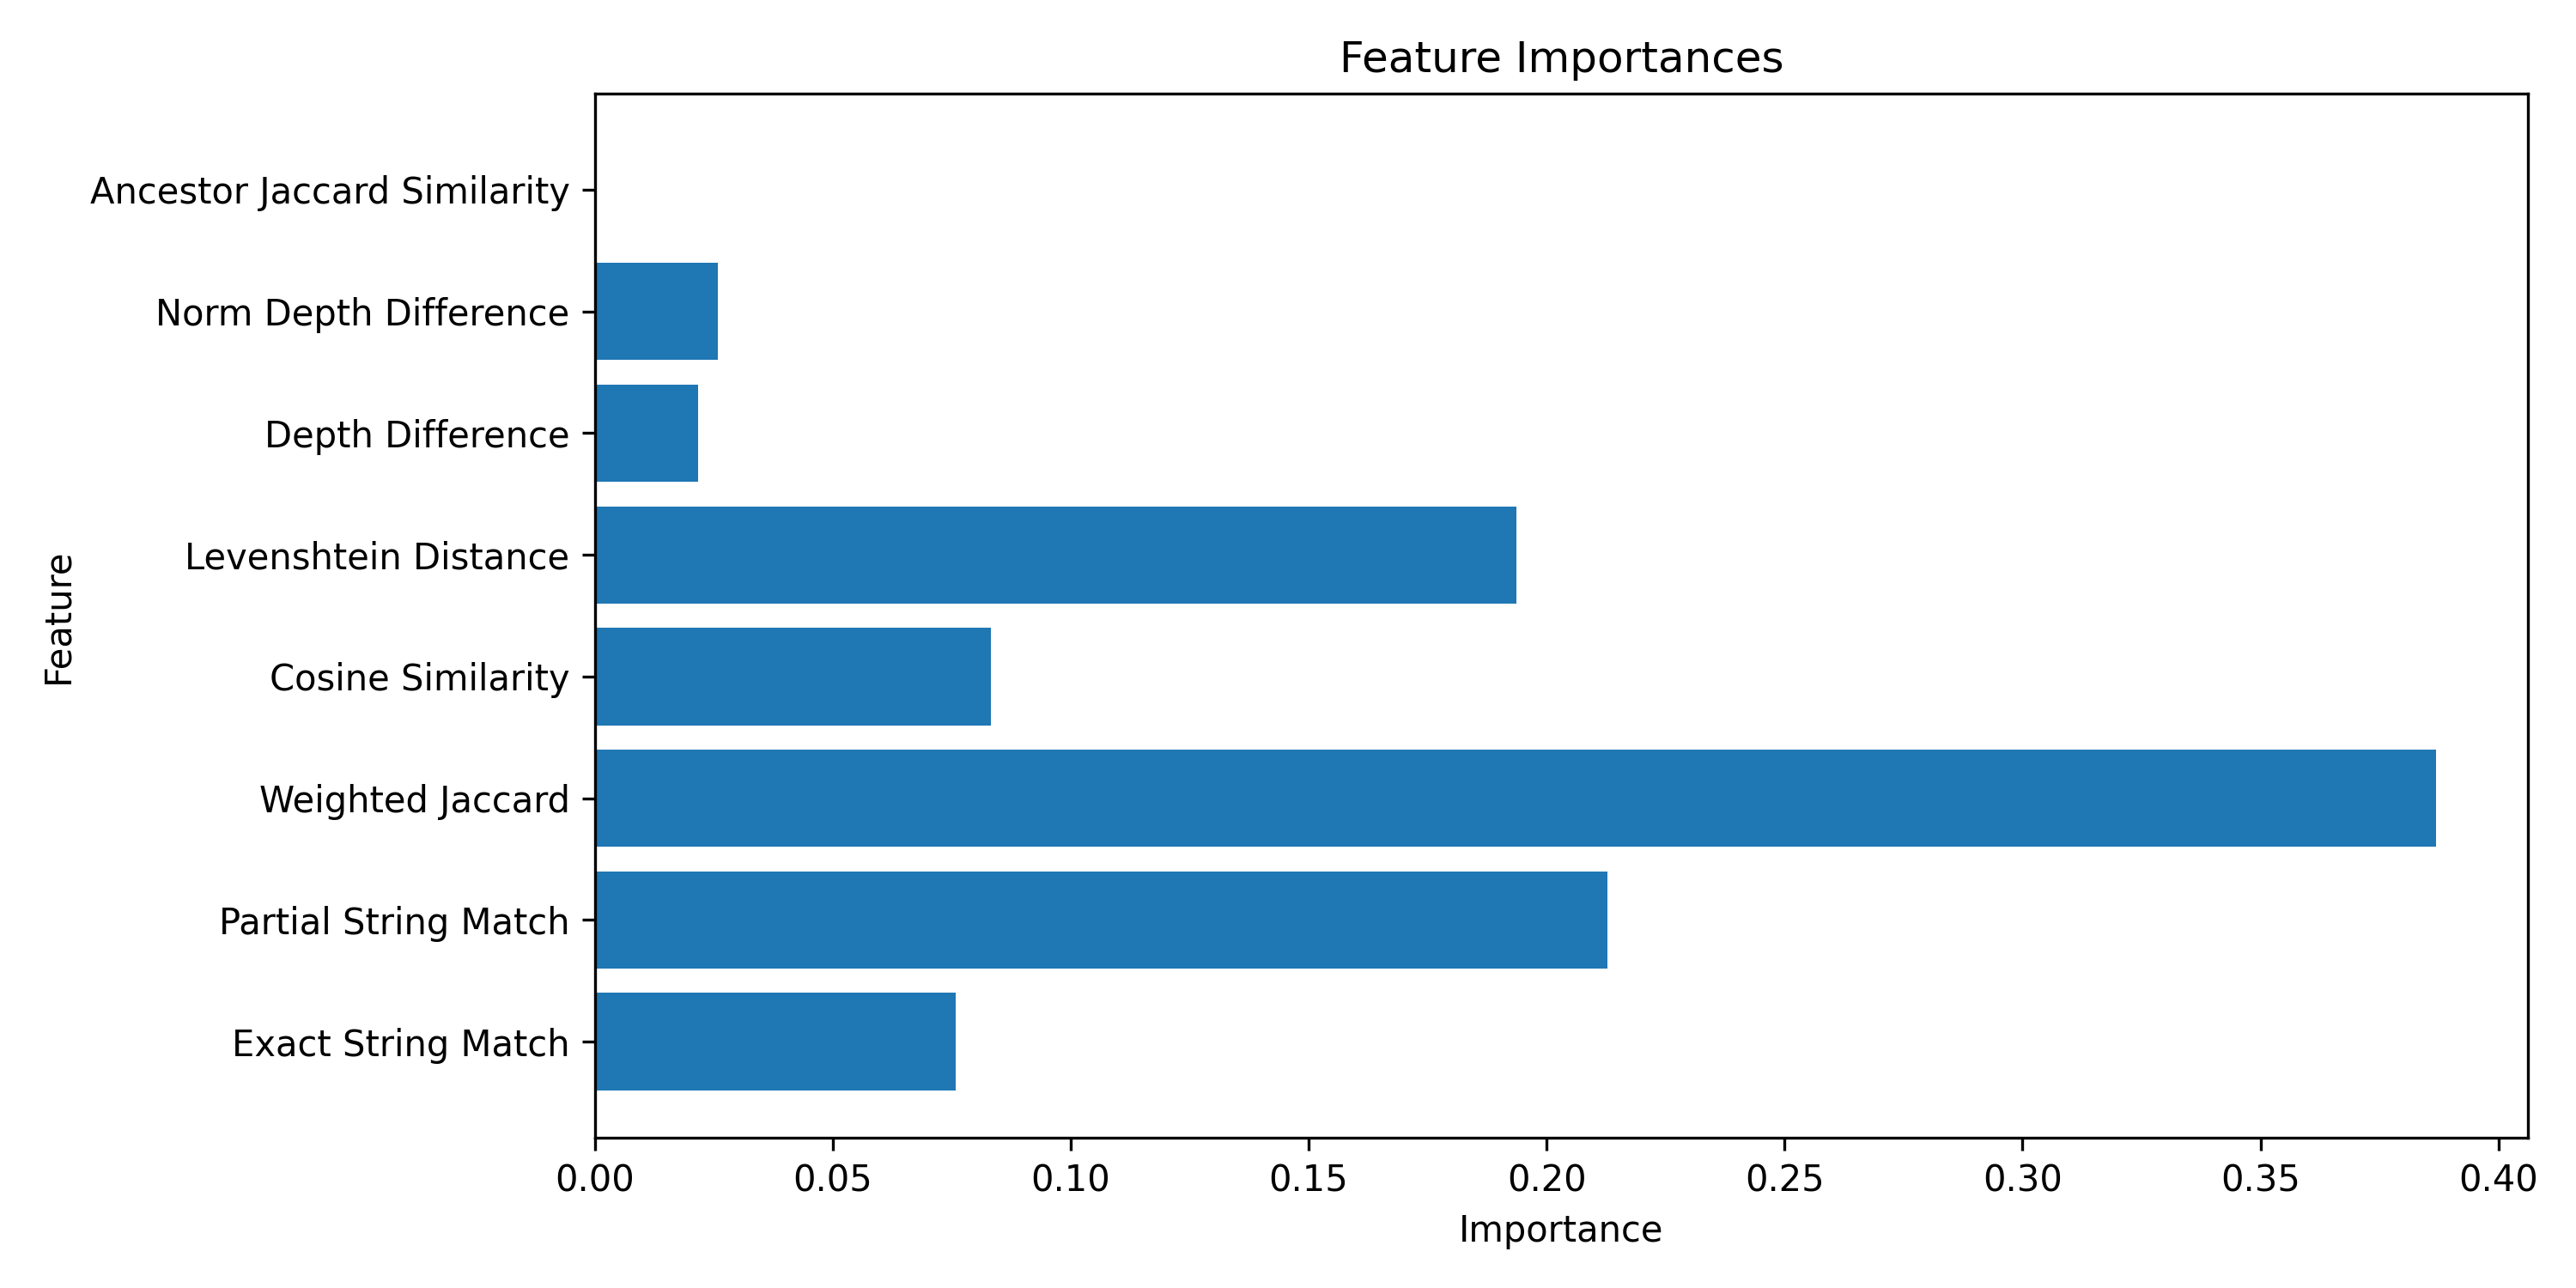 Feature Importances
Ancestor Jaccard Similarity
Norm Depth Difference
Depth Difference
Levenshtein Distance
Cosine Similarity
Weighted Jaccard
Partial String Match
Exact String Match
Feature
0.00 0.05 0.10 0.15 0.20 0.25 0.30 0.35 0.40
Importance